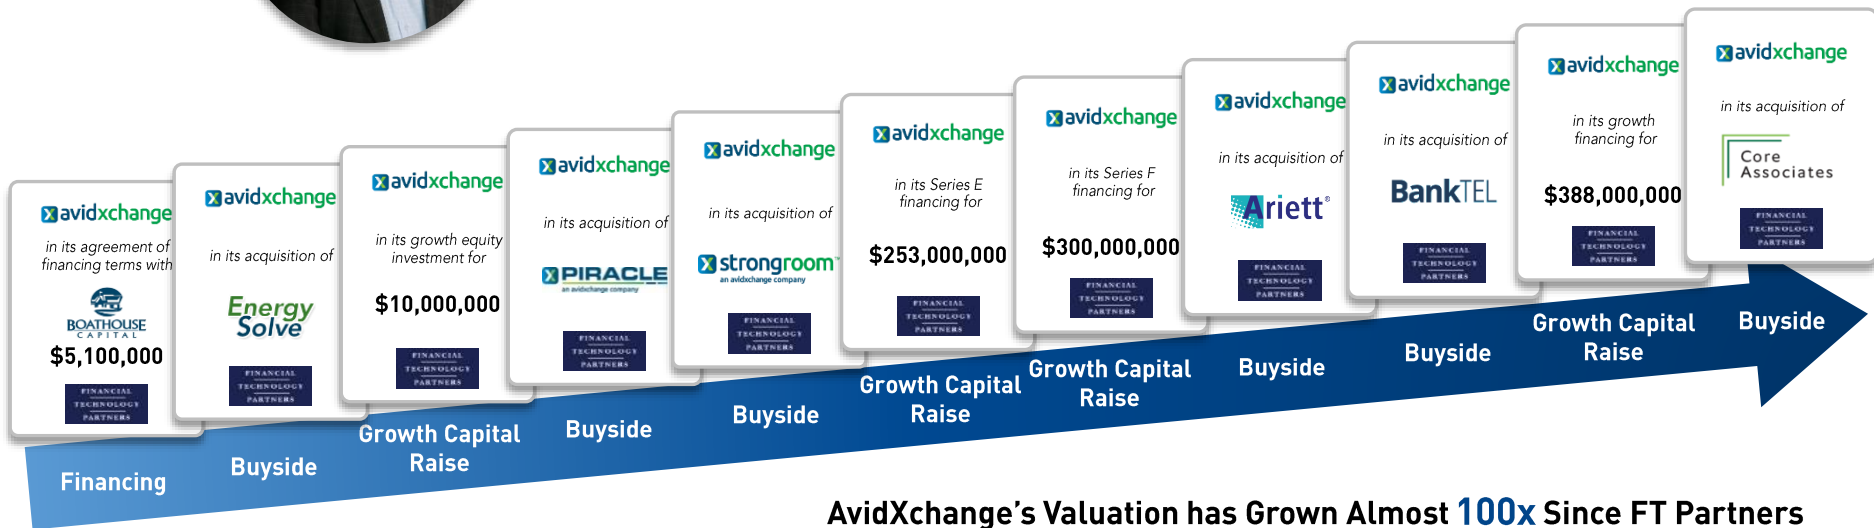 avidxchange
in its agreement of
financing terms with
BOATHOUSE
CAPITAL
$5,100,000
FINANCIAL
TECHNOLOGY
PARTNERS
Financing
avidxchange
in its acquisition of
Energy
Solve
FINANCIAL
TECHNOLOGY
PARTNERS
Buyside
avidxchange
in its growth equity
investment for
$10,000,000
FINANCIAL
TECHNOLOGY
PARTNERS
Growth Capital
Raise
avidxchange
in its acquisition of
PIRACLE
an avidxchange company
FINANCIAL
TECHNOLOGY
PARTNERS
Buyside
avidxchange
in its acquisition of
strongroom™
an avidxchange company
FINANCIAL
TECHNOLOGY
PARTNERS
Buyside
avidxchange
in its Series E
financing for
$253,000,000
FINANCIAL
TECHNOLOGY
PARTNERS
Growth Capital
Raise
avidxchange
in its Series F
financing for
$300,000,000
FINANCIAL
TECHNOLOGY
PARTNERS
Growth Capital
Raise
avidxchange
in its acquisition of
Ariett®
FINANCIAL
TECHNOLOGY
PARTNERS
Buyside
avidxchange
in its acquisition of
BankTEL
FINANCIAL
TECHNOLOGY
PARTNERS
Buyside
avidxchange
in its growth
financing for
$388,000,000
FINANCIAL
TECHNOLOGY
PARTNERS
Growth Capital
Raise
avidxchange
in its acquisition of
Core
Associates
FINANCIAL
TECHNOLOGY
PARTNERS
Buyside
AvidXchange's Valuation has Grown Almost 100x Since FT Partners